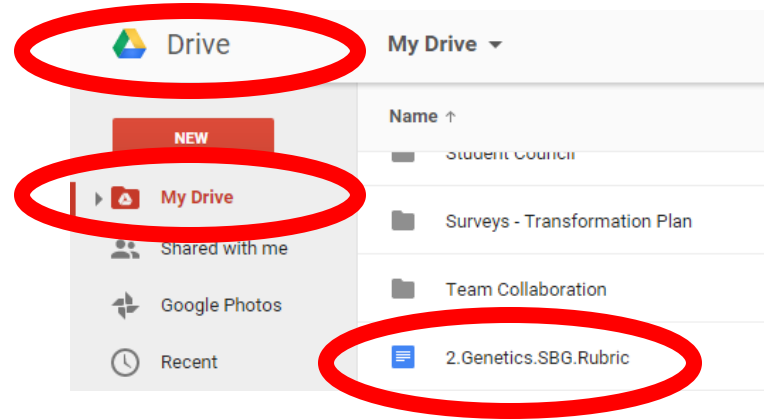 Drive
My Drive
NEW
My Drive
Shared with me
Google Photos
Recent
Name ↑
Student Council
Surveys - Transformation Plan
Team Collaboration
2.Genetics.SBG.Rubric